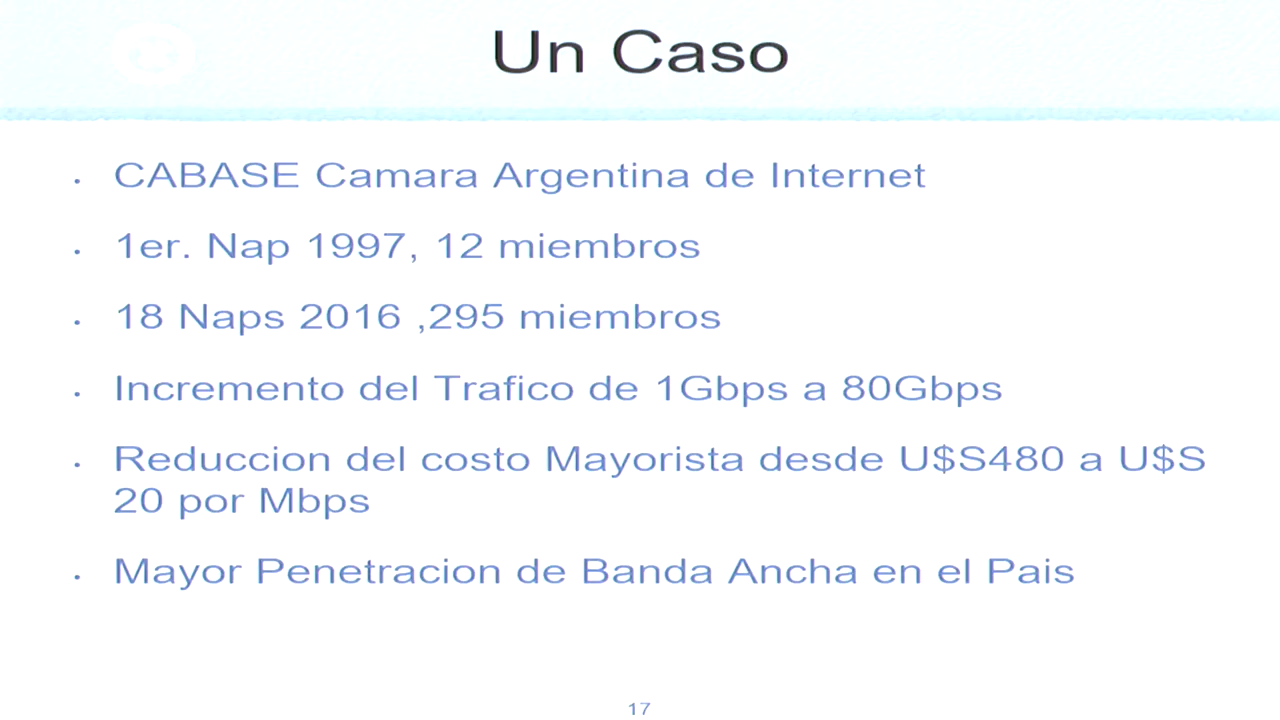 Un Caso
CABASE Camara Argentina de Internet
1er. Nap 1997, 12 miembros
18 Naps 2016 ,295 miembros
Incremento del Trafico de 1Gbps a 80Gbps
Reduccion del costo Mayorista desde U$S480 a U$S
20 por Mbps
Mayor Penetracion de Banda Ancha en el Pais
17